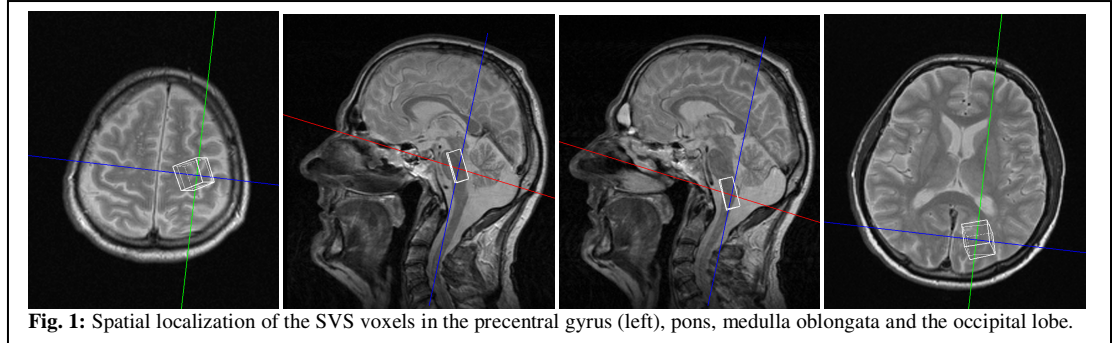 Fig. 1: Spatial localization of the SVS voxels in the precentral gyrus (left), pons, medulla oblongata and the occipital lobe.